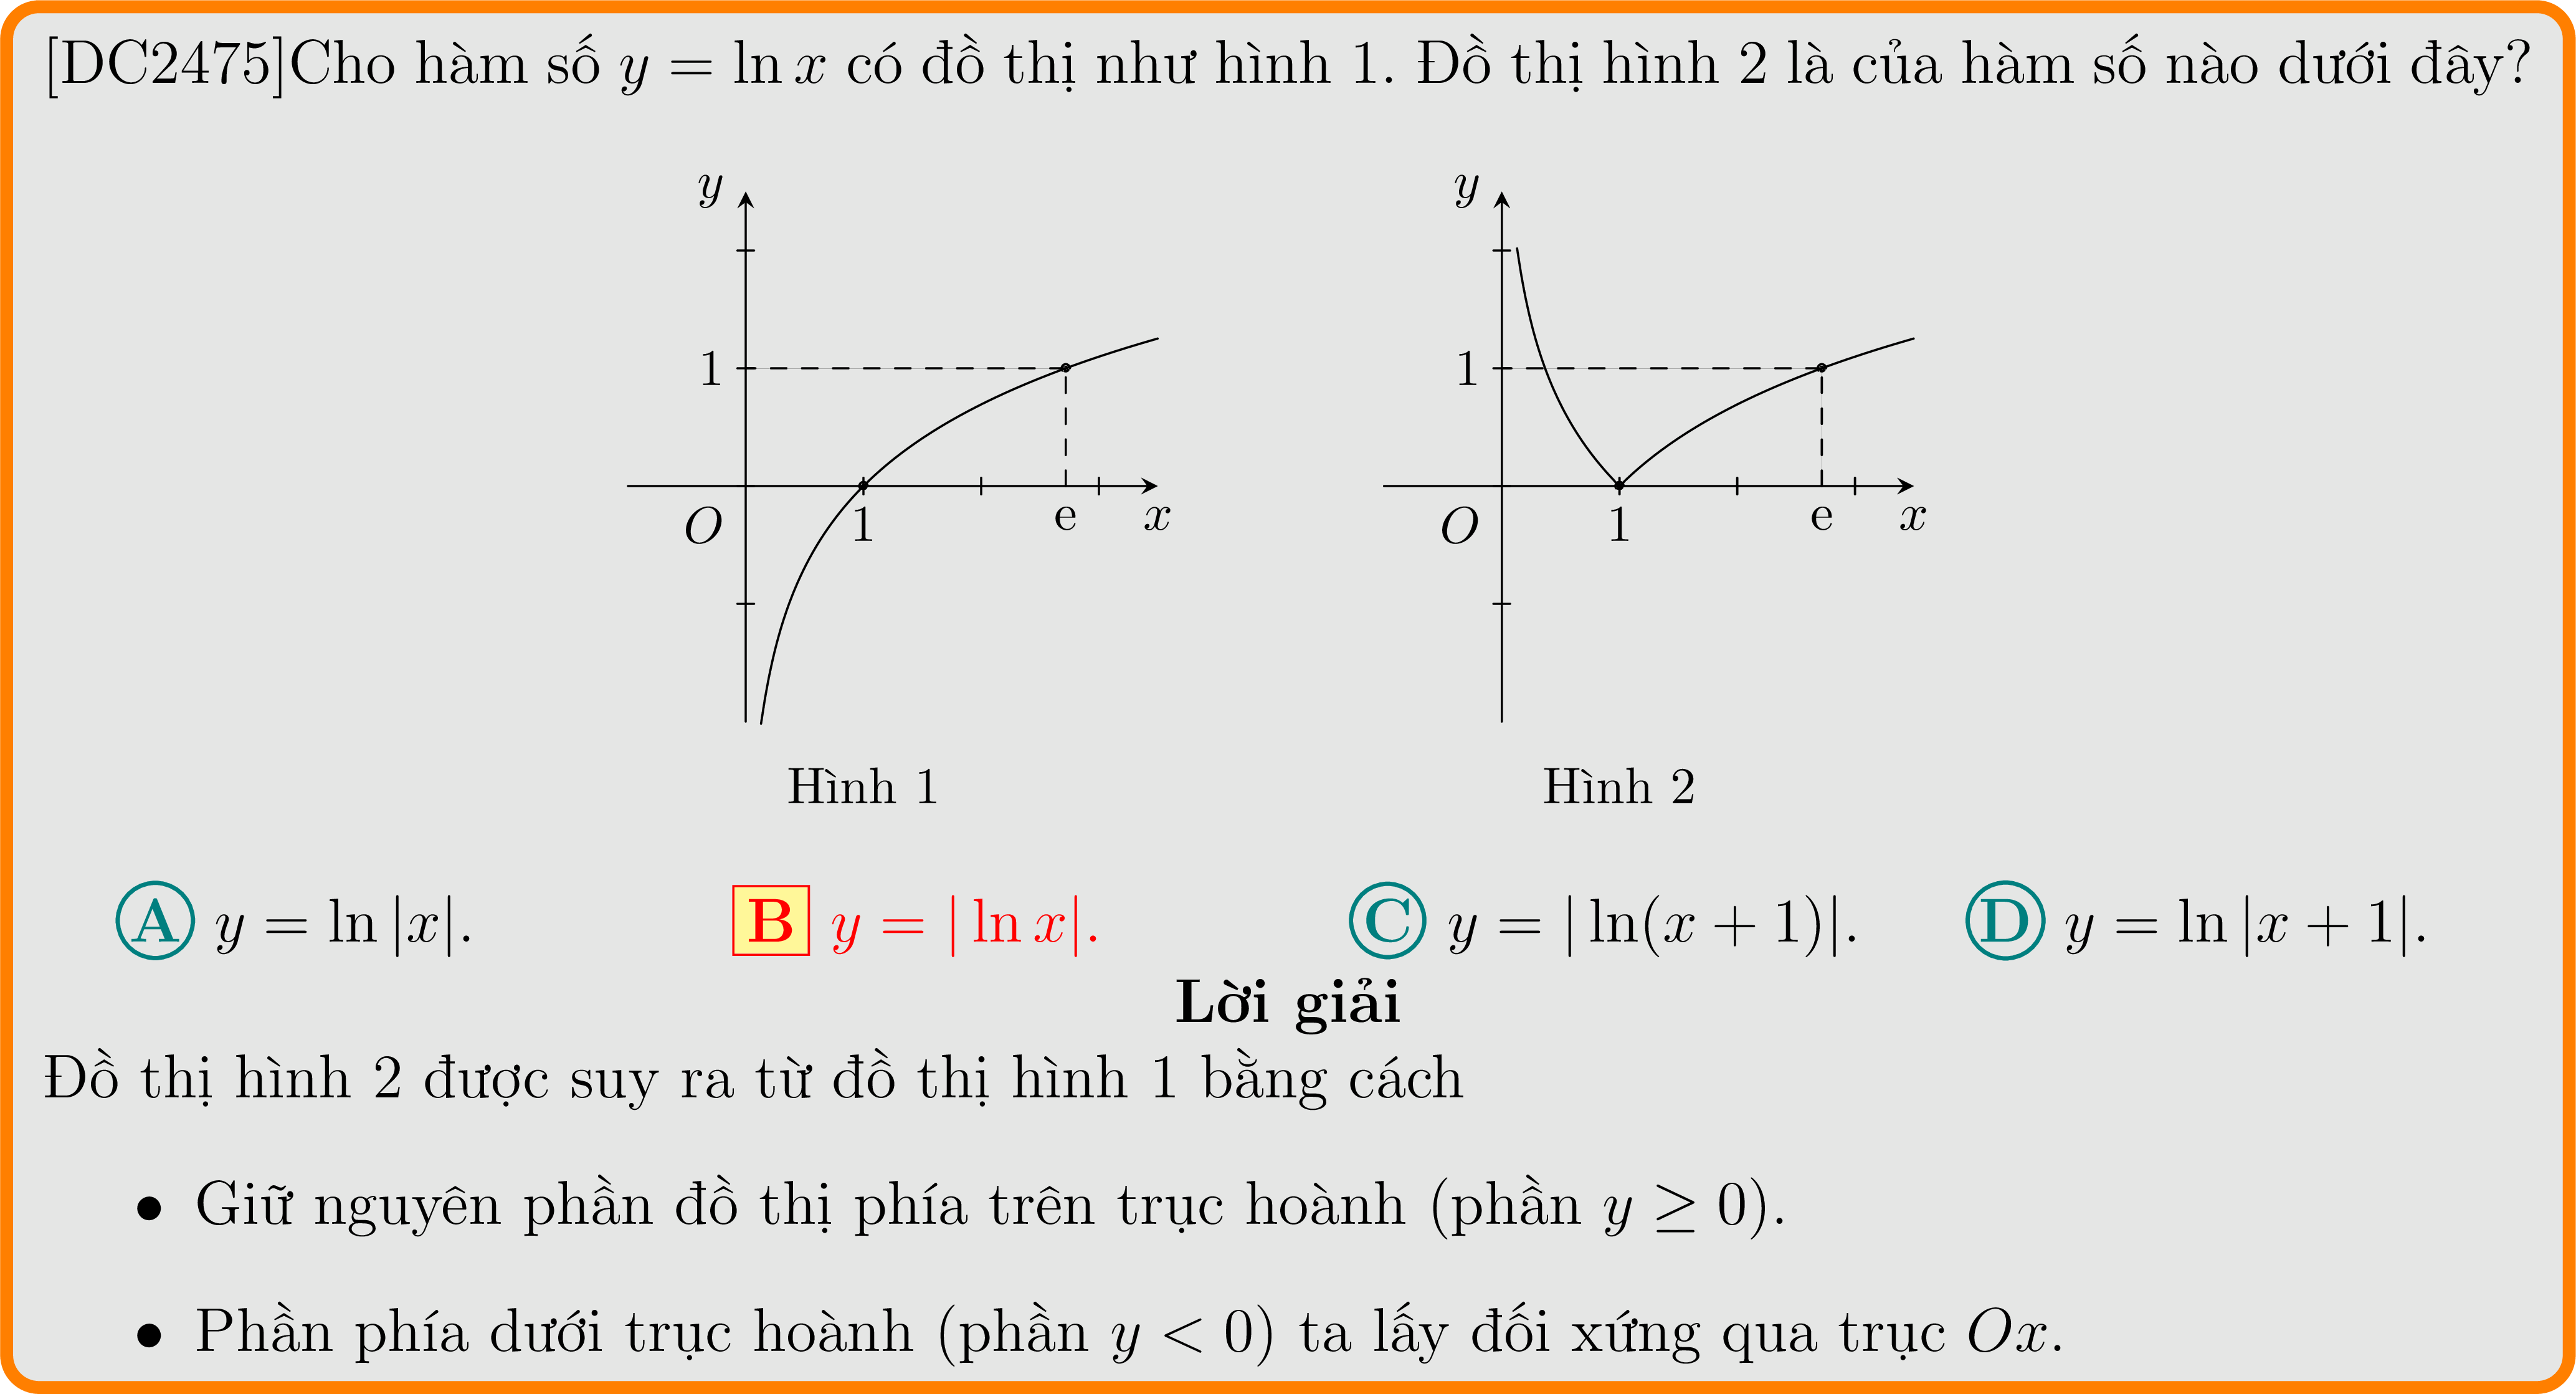 [DC2475]Cho hàm số y = ln x có đồ thị như hình 1. Đồ thị hình 2 là của hàm số nào dưới đây?
y y
1 1
O 1 e x O 1 e x
Hình 1 Hình 2
A y = ln |x|. B y = | ln x|. C y = | ln(x + 1)|. D y = ln |x + 1|.
Lời giải
Đồ thị hình 2 được suy ra từ đồ thị hình 1 bằng cách
• Giữ nguyên phần đồ thị phía trên trục hoành (phần y ≥ 0).
• Phần phía dưới trục hoành (phần y < 0) ta lấy đối xứng qua trục Ox.